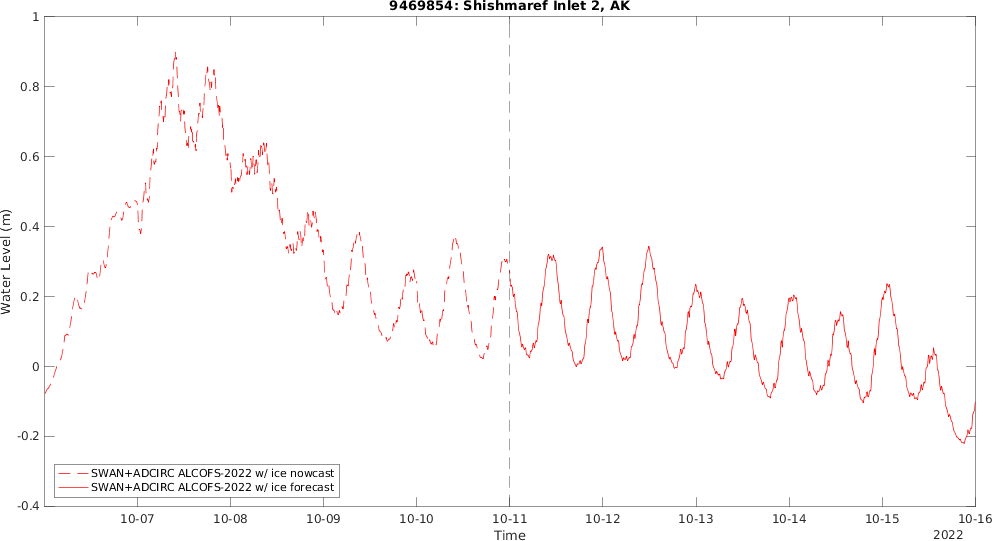 9469854: Shishmaref Inlet 2, AK
1
0.8
0.6
0.4
0.2
0
-0.2
-0.4
Water Level (m)
SWAN+ADCIRC ALCOFS-2022 w/ ice nowcast
SWAN+ADCIRC ALCOFS-2022 w/ ice forecast
10-07 10-08 10-09 10-10 10-11 10-12 10-13 10-14 10-15 10-16
Time
2022